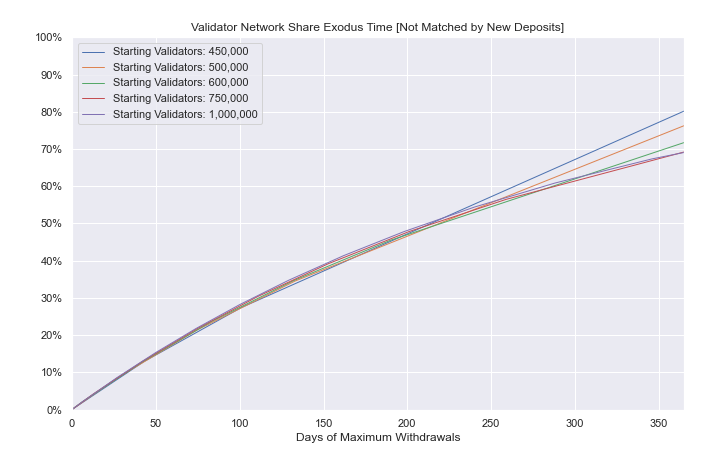 Validator Network Share Exodus Time [Not Matched by New Deposits]
100%
90%
80%
70%
60%
50%
40%
30%
20%
10%
0%
Starting Validators: 450,000
Starting Validators: 500,000
Starting Validators: 600,000
Starting Validators: 750,000
Starting Validators: 1,000,000
0 50 100 150 200 250 300 350
Days of Maximum Withdrawals